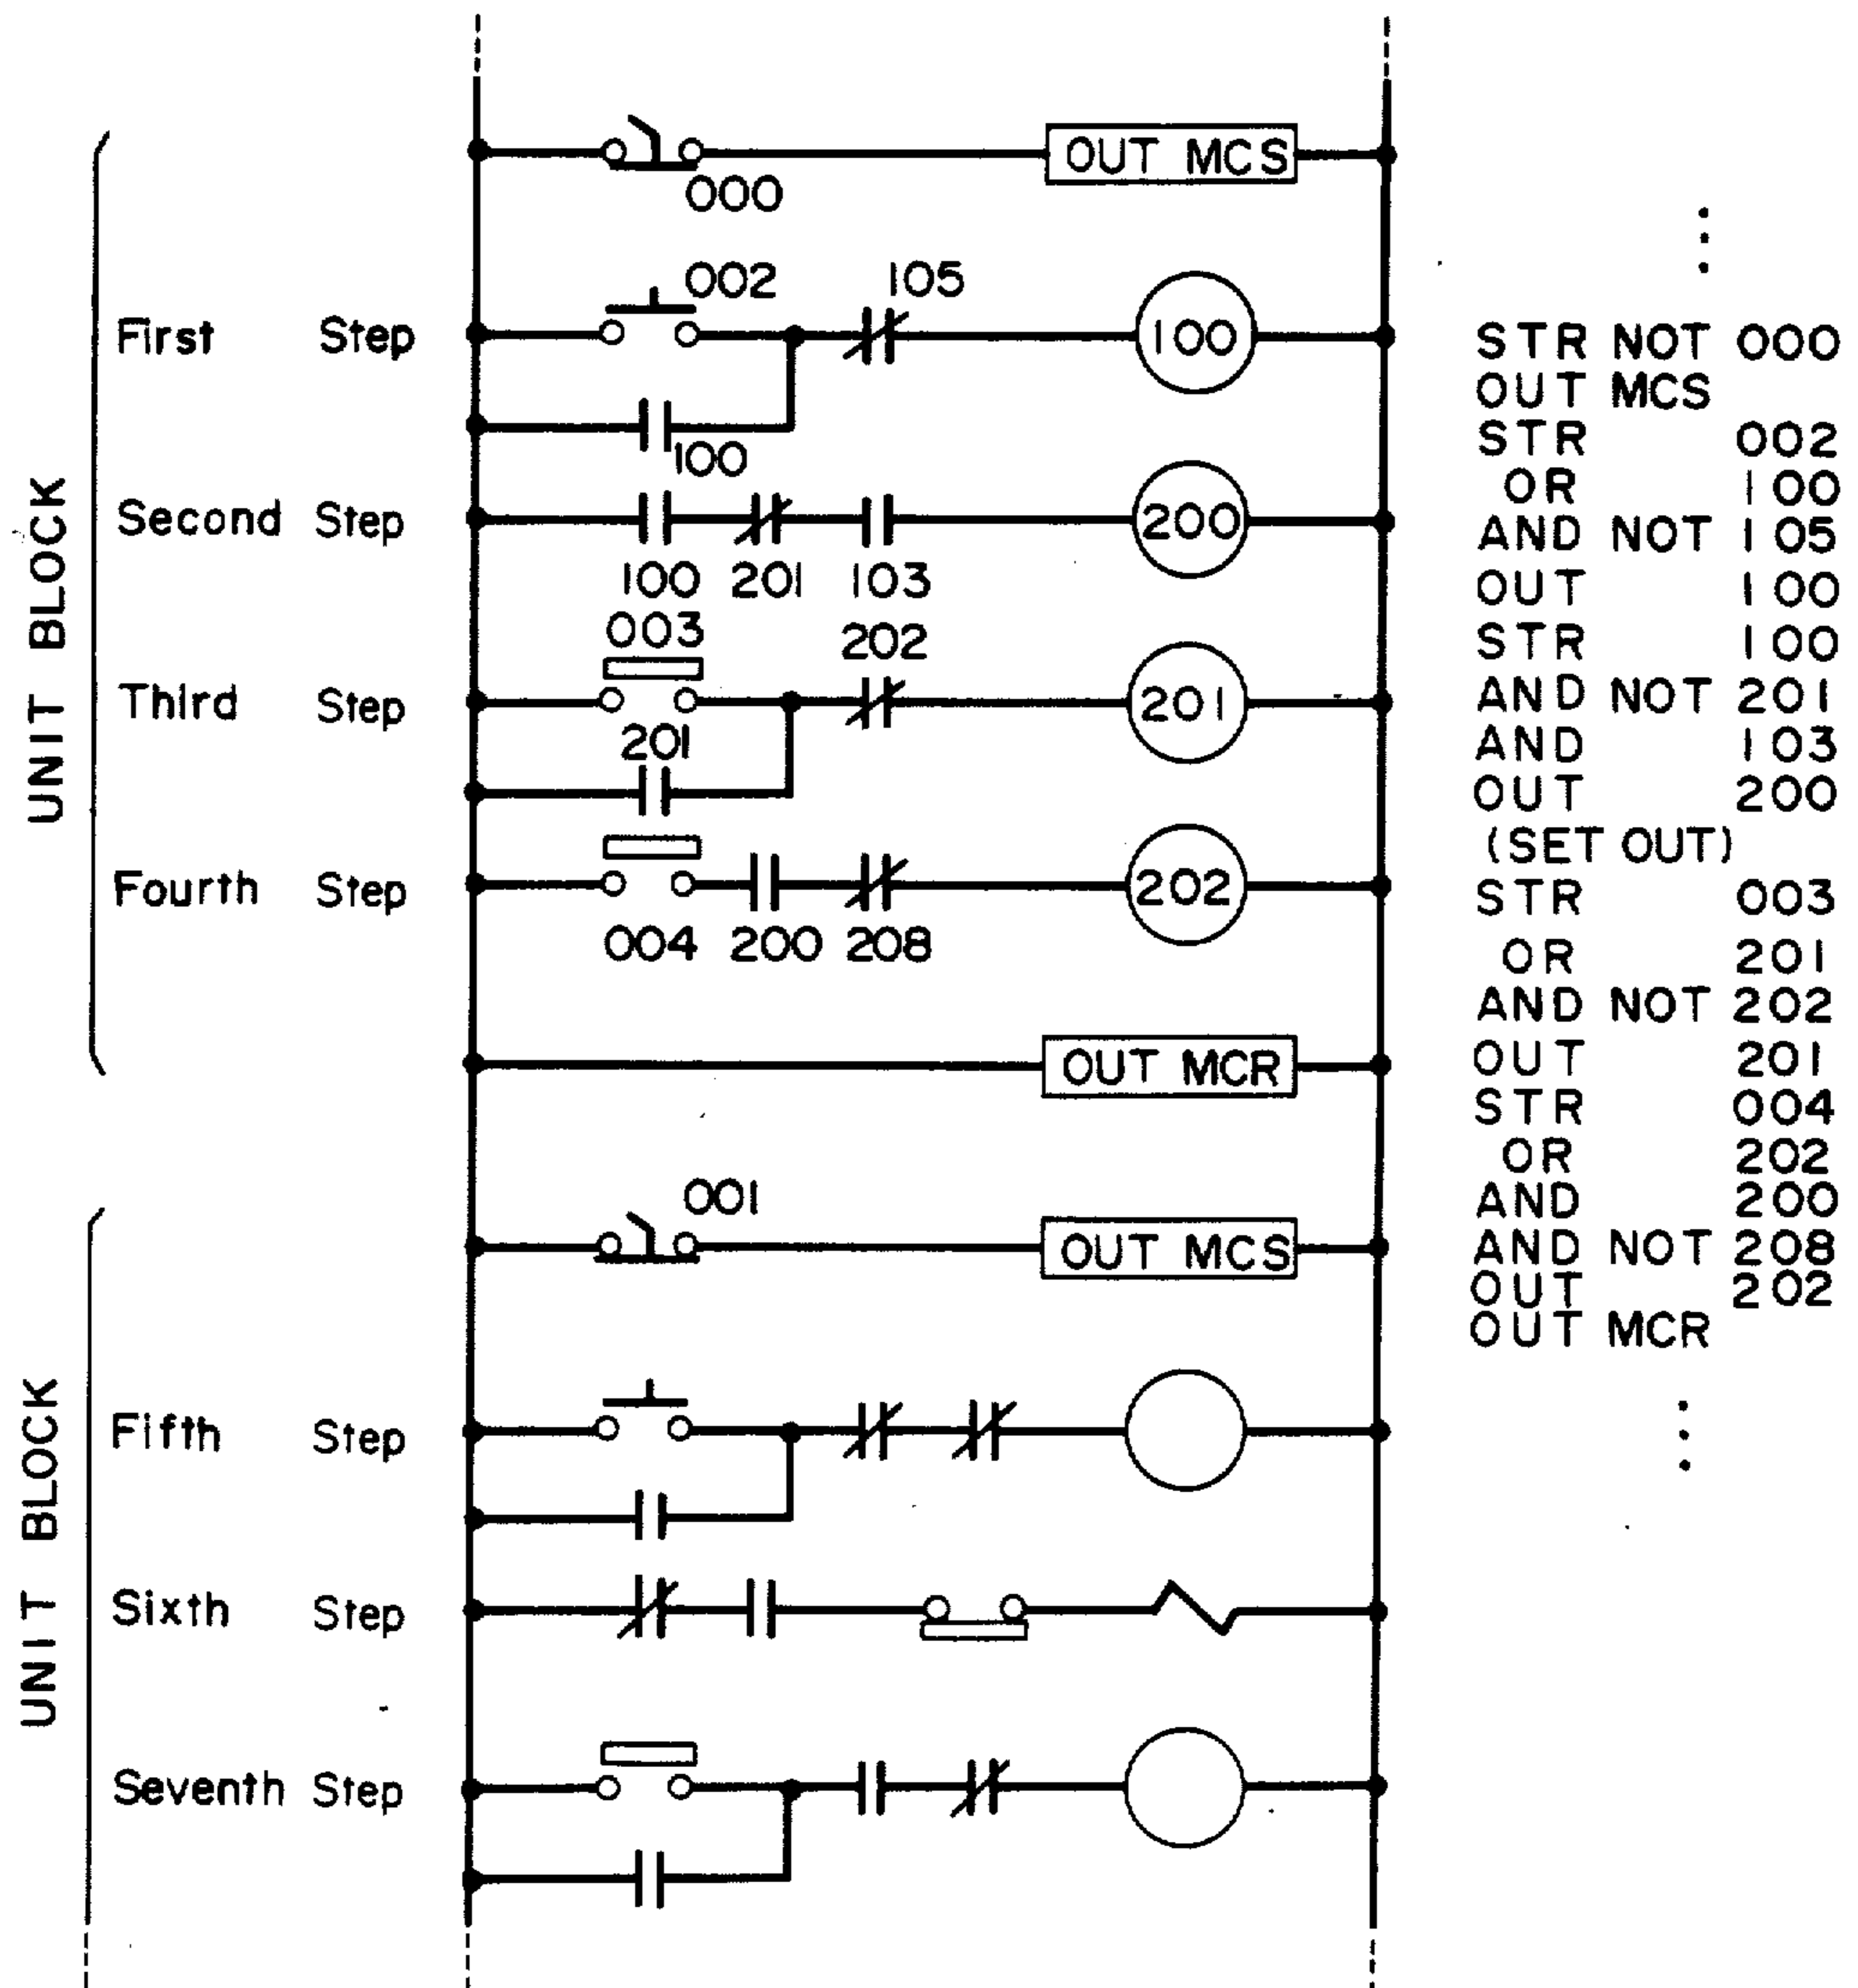 OUT MCS
000
002 105
First Step 100
100
Second Step 200
100 201 103
003 202
Third Step 201
201
Fourth Step 202
004 200 208
OUT MCR
001
OUT MCS
Fifth Step
Sixth Step
Seventh Step
UNIT BLOCK
UNIT BLOCK
STR NOT 000
OUT MCS
STR 002
OR 100
AND NOT 105
OUT 100
STR 100
AND NOT 201
AND 103
OUT 200
(SET OUT)
STR 003
OR 201
AND NOT 202
OUT 201
STR 004
OR 202
AND 200
AND NOT 208
OUT 202
OUT MCR